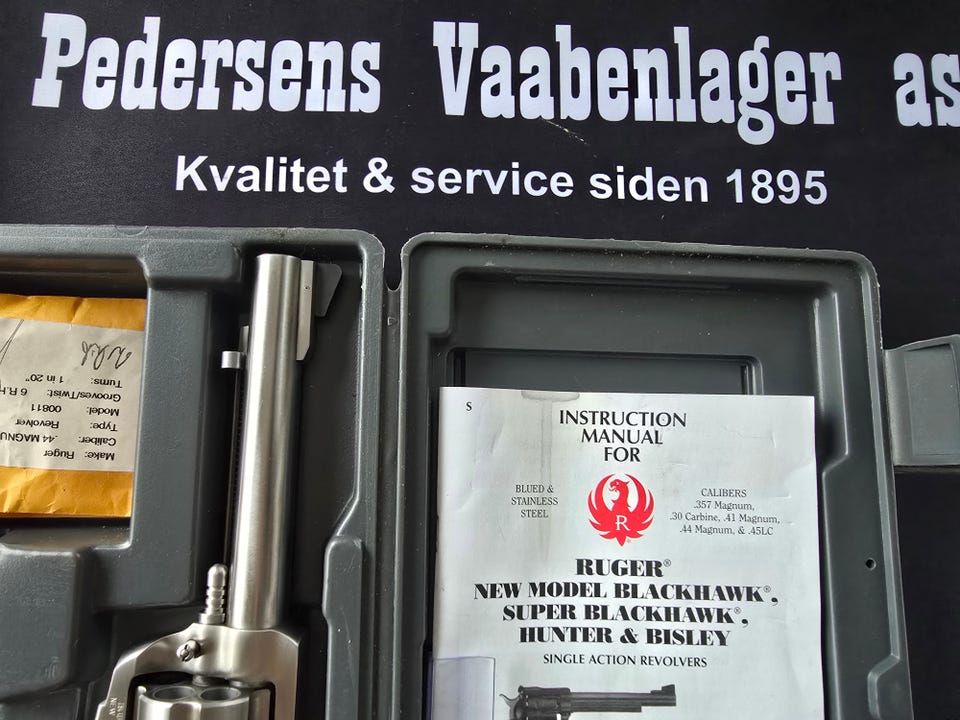 Pedersens Vaabenlager as
Kvalitet & service siden 1895
Make: Ruger
Caliber: .44 MAGNU
Type: Revolver
Model: 00811
Grooves/Twist: 6 R.H
Turns: 1 in 20"
S
INSTRUCTION
MANUAL
FOR
BLUED &
STAINLESS
STEEL
R
CALIBERS
.357 Magnum,
.30 Carbine, .41 Magnum,
.44 Magnum, & .45LC
RUGER®
NEW MODEL BLACKHAWK®,
SUPER BLACKHAWK®,
HUNTER & BISLEY
SINGLE ACTION REVOLVERS